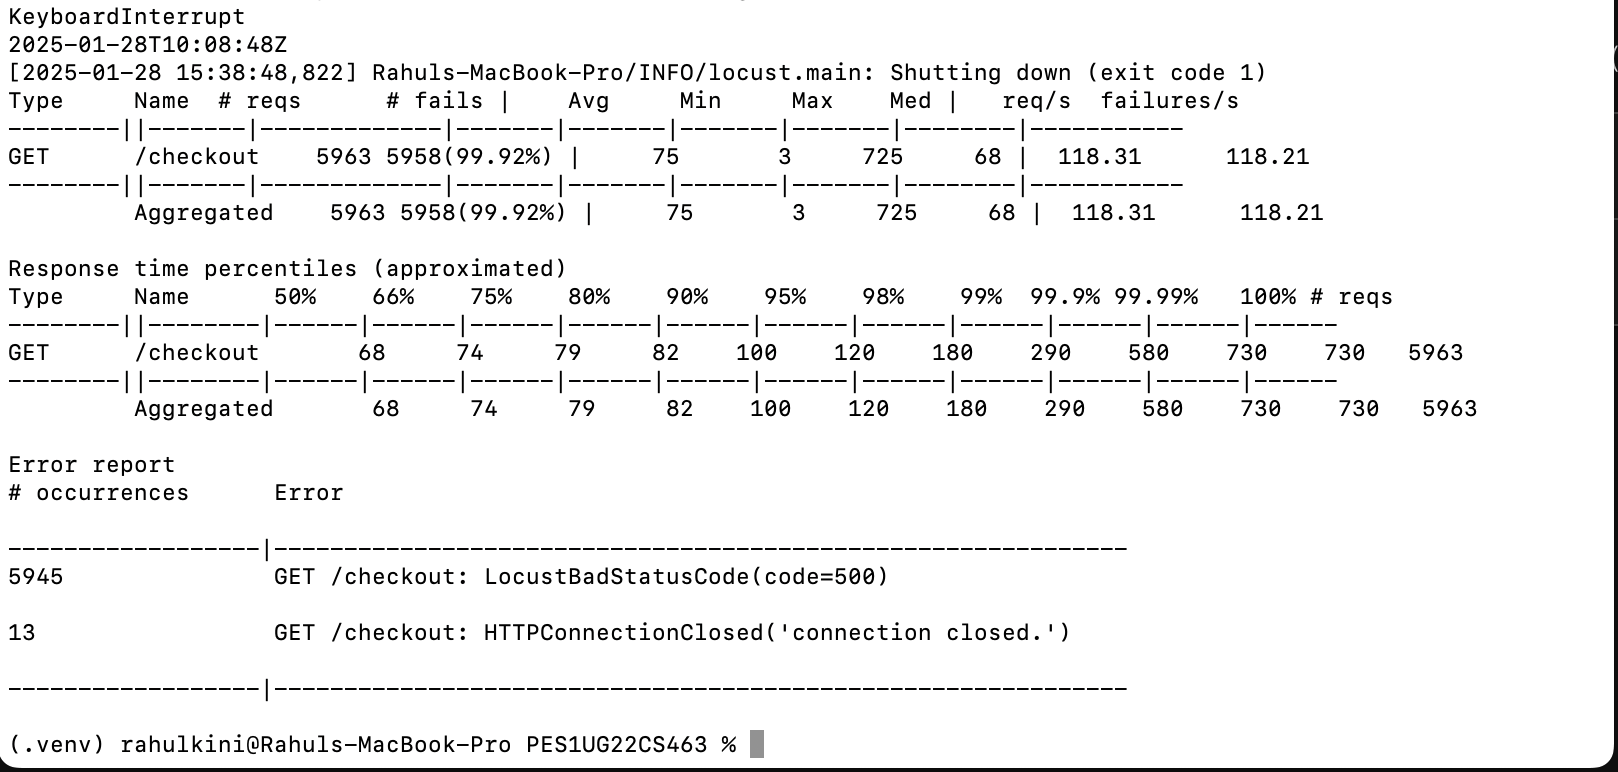 KeyboardInterrupt
2025-01-28T10:08:48Z
[2025-01-28 15:38:48,822] Rahuls-MacBook-Pro/INFO/locust.main: Shutting down (exit code 1)
Type     Name  # reqs      # fails |    Avg     Min     Max    Med |   req/s  failures/s
--------||-------|-------------|-------|-------|-------|--------|-----------
GET      /checkout    5963 5958(99.92%) |     75       3     725     68 |  118.31      118.21
--------||-------|-------------|-------|-------|-------|--------|-----------
         Aggregated    5963 5958(99.92%) |     75       3     725     68 |  118.31      118.21
Response time percentiles (approximated)
Type     Name      50%    66%    75%    80%    90%    95%    98%    99%  99.9% 99.99%   100% # reqs
--------||--------|------|------|------|------|------|------|------|------|------|------
GET      /checkout       68     74     79     82    100    120    180    290    580    730    730   5963
--------||--------|------|------|------|------|------|------|------|------|------|------
         Aggregated       68     74     79     82    100    120    180    290    580    730    730   5963
Error report
# occurrences      Error
------------------|-------------------------------------------------------------
5945               GET /checkout: LocustBadStatusCode(code=500)
13                 GET /checkout: HTTPConnectionClosed('connection closed.')
------------------|-------------------------------------------------------------
(.venv) rahulkini@Rahuls-MacBook-Pro PES1UG22CS463 %